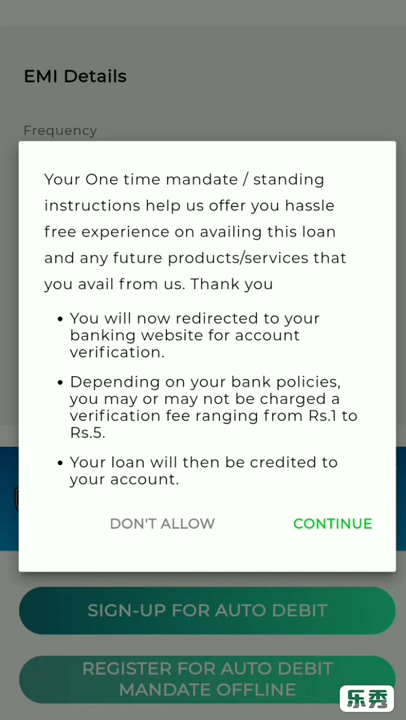 EMI Details
Frequency
Your One time mandate / standing
instructions help us offer you hassle
free experience on availing this loan
and any future products/services that
you avail from us. Thank you
• You will now redirected to your
banking website for account
verification.
• Depending on your bank policies,
you may or may not be charged a
verification fee ranging from Rs.1 to
Rs.5.
• Your loan will then be credited to
your account.
DON'T ALLOW
CONTINUE
SIGN-UP FOR AUTO DEBIT
REGISTER FOR AUTO DEBIT
MANDATE OFFLINE
乐秀